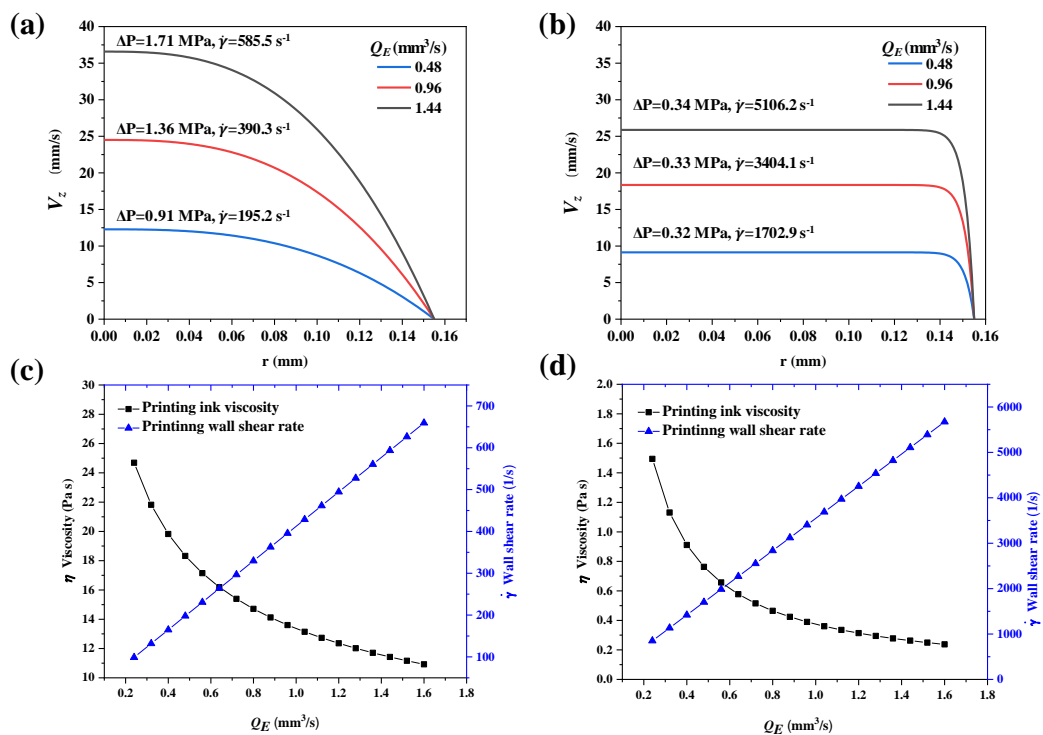 (a)
40
35
30
25
20
15
10
5
0
V_z (mm/s)
ΔP=1.71 MPa, γ̇=585.5 s⁻¹
ΔP=1.36 MPa, γ̇=390.3 s⁻¹
ΔP=0.91 MPa, γ̇=195.2 s⁻¹
Q_E (mm³/s)
0.48
0.96
1.44
0.00 0.02 0.04 0.06 0.08 0.10 0.12 0.14 0.16
r (mm)
(b)
40
35
30
25
20
15
10
5
0
V_z (mm/s)
Q_E (mm³/s)
0.48
0.96
1.44
ΔP=0.34 MPa, γ̇=5106.2 s⁻¹
ΔP=0.33 MPa, γ̇=3404.1 s⁻¹
ΔP=0.32 MPa, γ̇=1702.9 s⁻¹
0.00 0.02 0.04 0.06 0.08 0.10 0.12 0.14 0.16
r (mm)
(c)
30
28
26
24
22
20
18
16
14
12
10
η Viscosity (Pa s)
Printing ink viscosity
Printinng wall shear rate
700
600
500
400
300
200
100
γ̇ Wall shear rate (1/s)
0.2 0.4 0.6 0.8 1.0 1.2 1.4 1.6 1.8
Q_E (mm³/s)
(d)
2.0
1.8
1.6
1.4
1.2
1.0
0.8
0.6
0.4
0.2
0.0
η Viscosity (Pa s)
Printing ink viscosity
Printinng wall shear rate
6000
5000
4000
3000
2000
1000
0
γ̇ Wall shear rate (1/s)
0.2 0.4 0.6 0.8 1.0 1.2 1.4 1.6 1.8
Q_E (mm³/s)